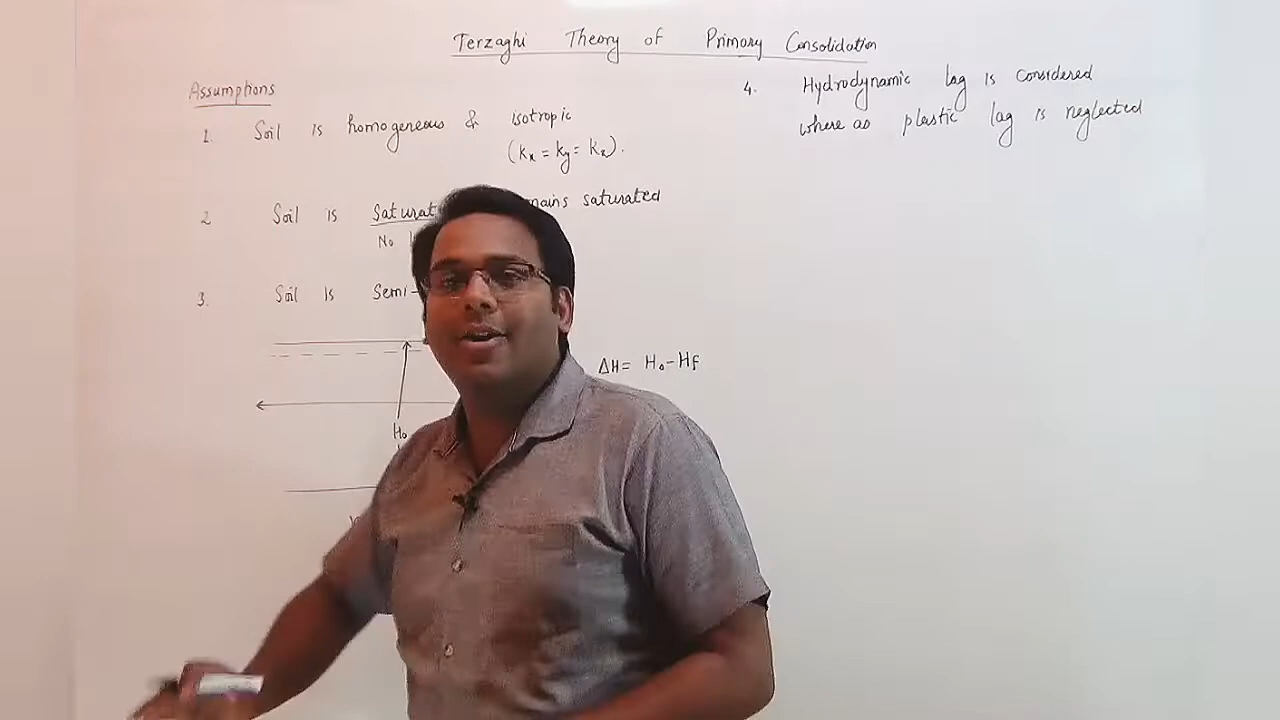 Terzaghi Theory of Primary Consolidation
Assumptions
1. Soil is homogeneous & isotropic
(kx = ky = kz).
2 Soil is saturated
No
3. Soil is Semi-
H₀
ΔH = H₀-Hf
4. Hydrodynamic lag is considered
where as plastic lag is neglected